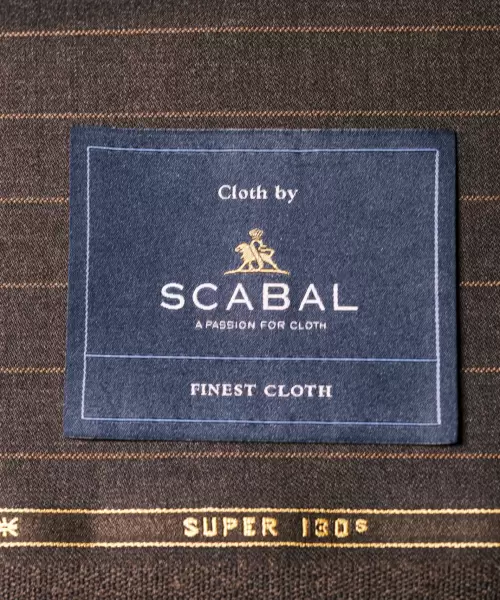 Cloth by
SCABAL
A PASSION FOR CLOTH
FINEST CLOTH
SUPER 130s